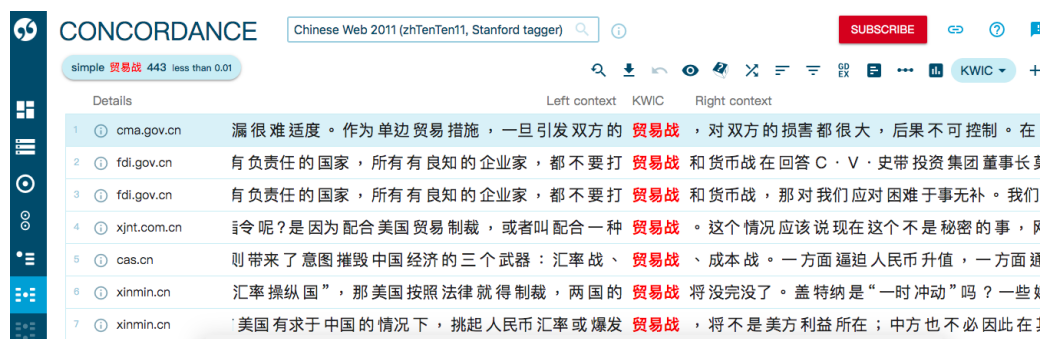 CONCORDANCE
Chinese Web 2011 (zhTenTen11, Stanford tagger)
SUBSCRIBE
simple 贸易战 443 less than 0.01
GD EX
KWIC
Details Left context KWIC Right context
1 cma.gov.cn 漏很难适度。作为单边贸易措施，一旦引发双方的 贸易战 ，对双方的损害都很大，后果不可控制。在
2 fdi.gov.cn 有负责任的国家，所有有良知的企业家，都不要打 贸易战 和货币战在回答C·V·史带投资集团董事长
3 fdi.gov.cn 有负责任的国家，所有有良知的企业家，都不要打 贸易战 和货币战，那对我们应对困难于事无补。我们
4 xjnt.com.cn 令呢?是因为配合美国贸易制裁，或者叫配合一种 贸易战 。这个情况应该说现在这个不是秘密的事，
5 cas.cn 则带来了意图摧毁中国经济的三个武器：汇率战、 贸易战 、成本战。一方面逼迫人民币升值，一方面
6 xinmin.cn 汇率操纵国”，那美国按照法律就得制裁，两国的 贸易战 将没完没了。盖特纳是“一时冲动”吗？一些
7 xinmin.cn 美国有求于中国的情况下，挑起人民币汇率或爆发 贸易战 ，将不是美方利益所在；中方也不必因此在